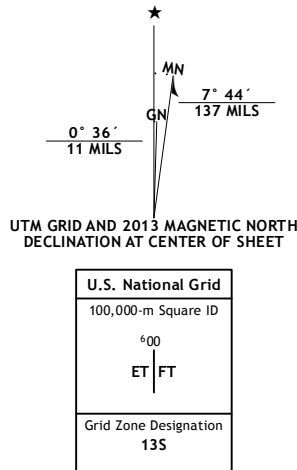 ★
MN
7° 44´
137 MILS
GN
0° 36´
11 MILS
UTM GRID AND 2013 MAGNETIC NORTH
DECLINATION AT CENTER OF SHEET
U.S. National Grid
100,000-m Square ID
⁶00
ET FT
Grid Zone Designation
13S